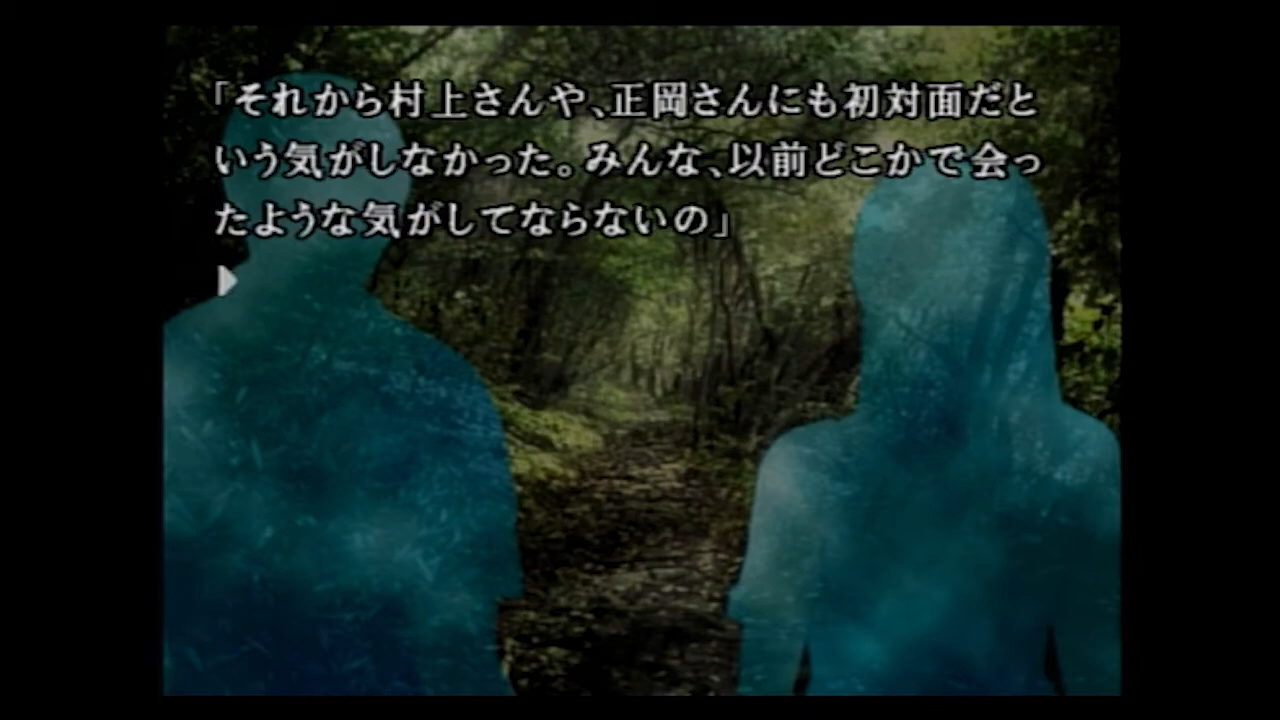 「それから村上さんや、正岡さんにも初対面だと
いう気がしなかった。みんな、以前どこかで会っ
たような気がしてならないの」